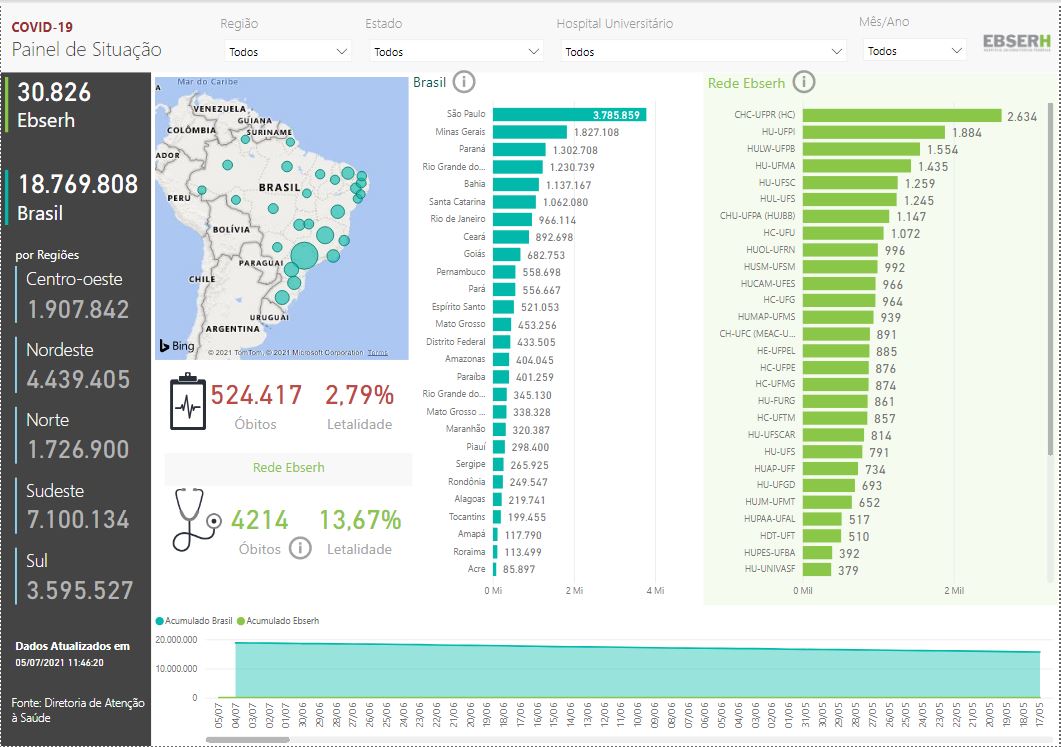 COVID-19
Painel de Situação
Região
Todos
Estado
Todos
Hospital Universitário
Todos
Mês/Ano
Todos
EBSERH
30.826
Ebserh
18.769.808
Brasil
por Regiões
Centro-oeste
1.907.842
Nordeste
4.439.405
Norte
1.726.900
Sudeste
7.100.134
Sul
3.595.527
Dados Atualizados em
05/07/2021 11:46:20
Fonte: Diretoria de Atenção
à Saúde
Mar do Caribe
VENEZUELA
GUIANA
SURINAME
COLÔMBIA
ADOR
BRASIL
PERU
BOLÍVIA
PARAGUAI
CHILE
URUGUAI
ARGENTINA
Bing
© 2021 TomTom, © 2021 Microsoft Corporation Terms
524.417
Óbitos
2,79%
Letalidade
Rede Ebserh
4214
Óbitos
13,67%
Letalidade
Brasil
São Paulo 3.785.859
Minas Gerais 1.827.108
Paraná 1.302.708
Rio Grande do... 1.230.739
Bahia 1.137.167
Santa Catarina 1.062.080
Rio de Janeiro 966.114
Ceará 892.698
Goiás 682.753
Pernambuco 558.698
Pará 556.667
Espírito Santo 521.053
Mato Grosso 453.256
Distrito Federal 433.505
Amazonas 404.045
Paraíba 401.259
Rio Grande do... 345.130
Mato Grosso ... 338.328
Maranhão 320.387
Piauí 298.400
Sergipe 265.925
Rondônia 249.547
Alagoas 219.741
Tocantins 199.455
Amapá 117.790
Roraima 113.499
Acre 85.897
0 Mi 2 Mi 4 Mi
Rede Ebserh
CHC-UFPR (HC) 2.634
HU-UFPI 1.884
HULW-UFPB 1.554
HU-UFMA 1.435
HU-UFSC 1.259
HUL-UFS 1.245
CHU-UFPA (HUJBB) 1.147
HC-UFU 1.072
HUOL-UFRN 996
HUSM-UFSM 992
HUCAM-UFES 966
HC-UFG 964
HUMAP-UFMS 939
CH-UFC (MEAC-U... 891
HE-UFPEL 885
HC-UFPE 876
HC-UFMG 874
HU-FURG 861
HC-UFTM 857
HU-UFSCAR 814
HU-UFS 791
HUAP-UFF 734
HU-UFGD 693
HUJM-UFMT 652
HUPAA-UFAL 517
HDT-UFT 510
HUPES-UFBA 392
HU-UNIVASF 379
0 Mil 2 Mil
Acumulado Brasil Acumulado Ebserh
20.000.000
10.000.000
0
05/07 04/07 03/07 02/07 01/07 30/06 29/06 28/06 27/06 26/06 25/06 24/06 23/06 22/06 21/06 20/06 19/06 18/06 17/06 16/06 15/06 14/06 13/06 12/06 11/06 10/06 09/06 08/06 07/06 06/06 05/06 04/06 03/06 02/06 01/06 31/05 30/05 29/05 28/05 27/05 26/05 25/05 24/05 23/05 22/05 21/05 20/05 19/05 18/05 17/05